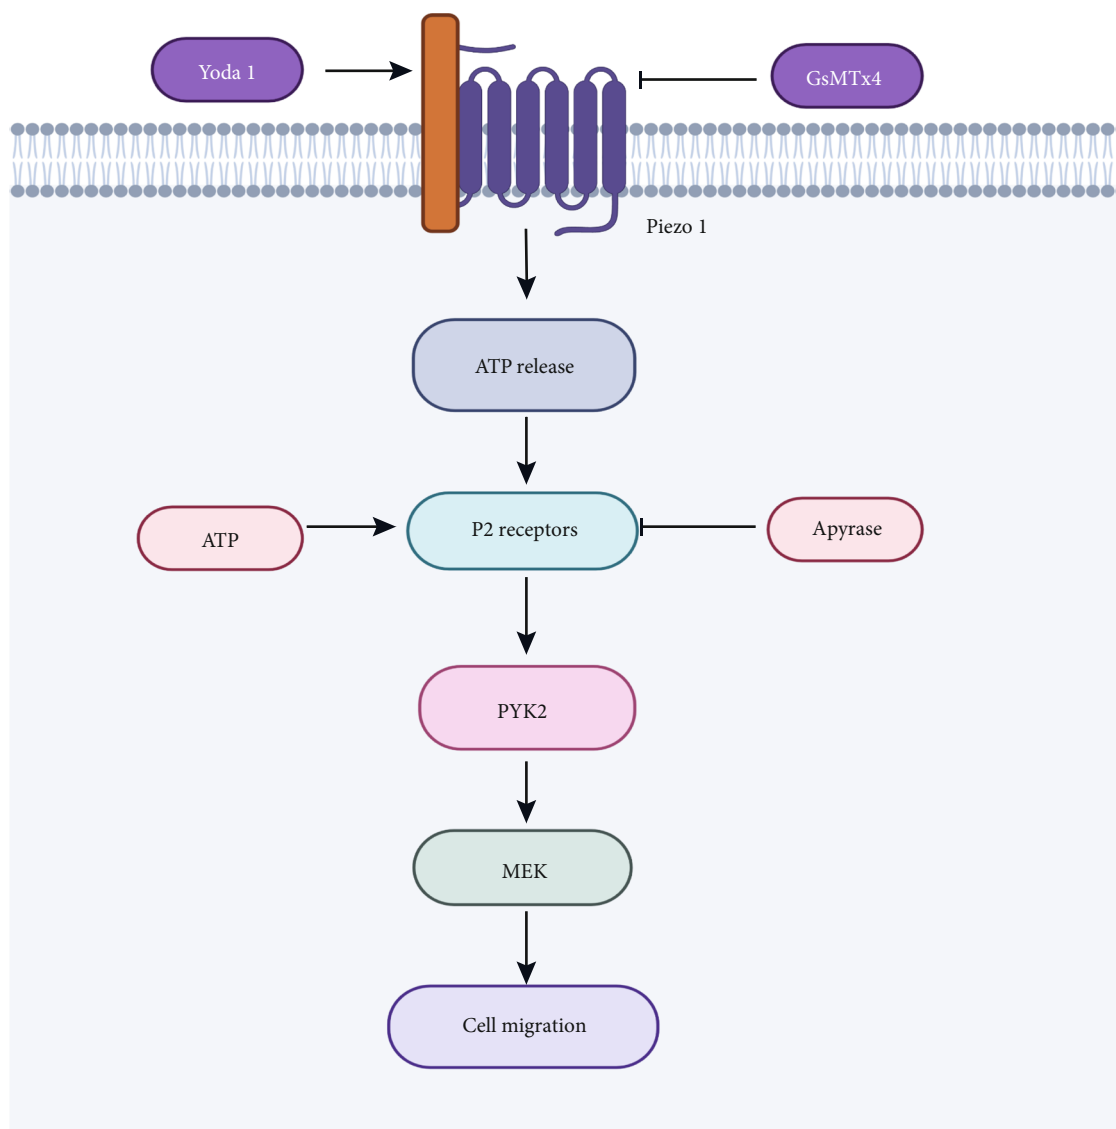 Yoda 1
GsMTx4
Piezo 1
ATP release
ATP
P2 receptors
Apyrase
PYK2
MEK
Cell migration